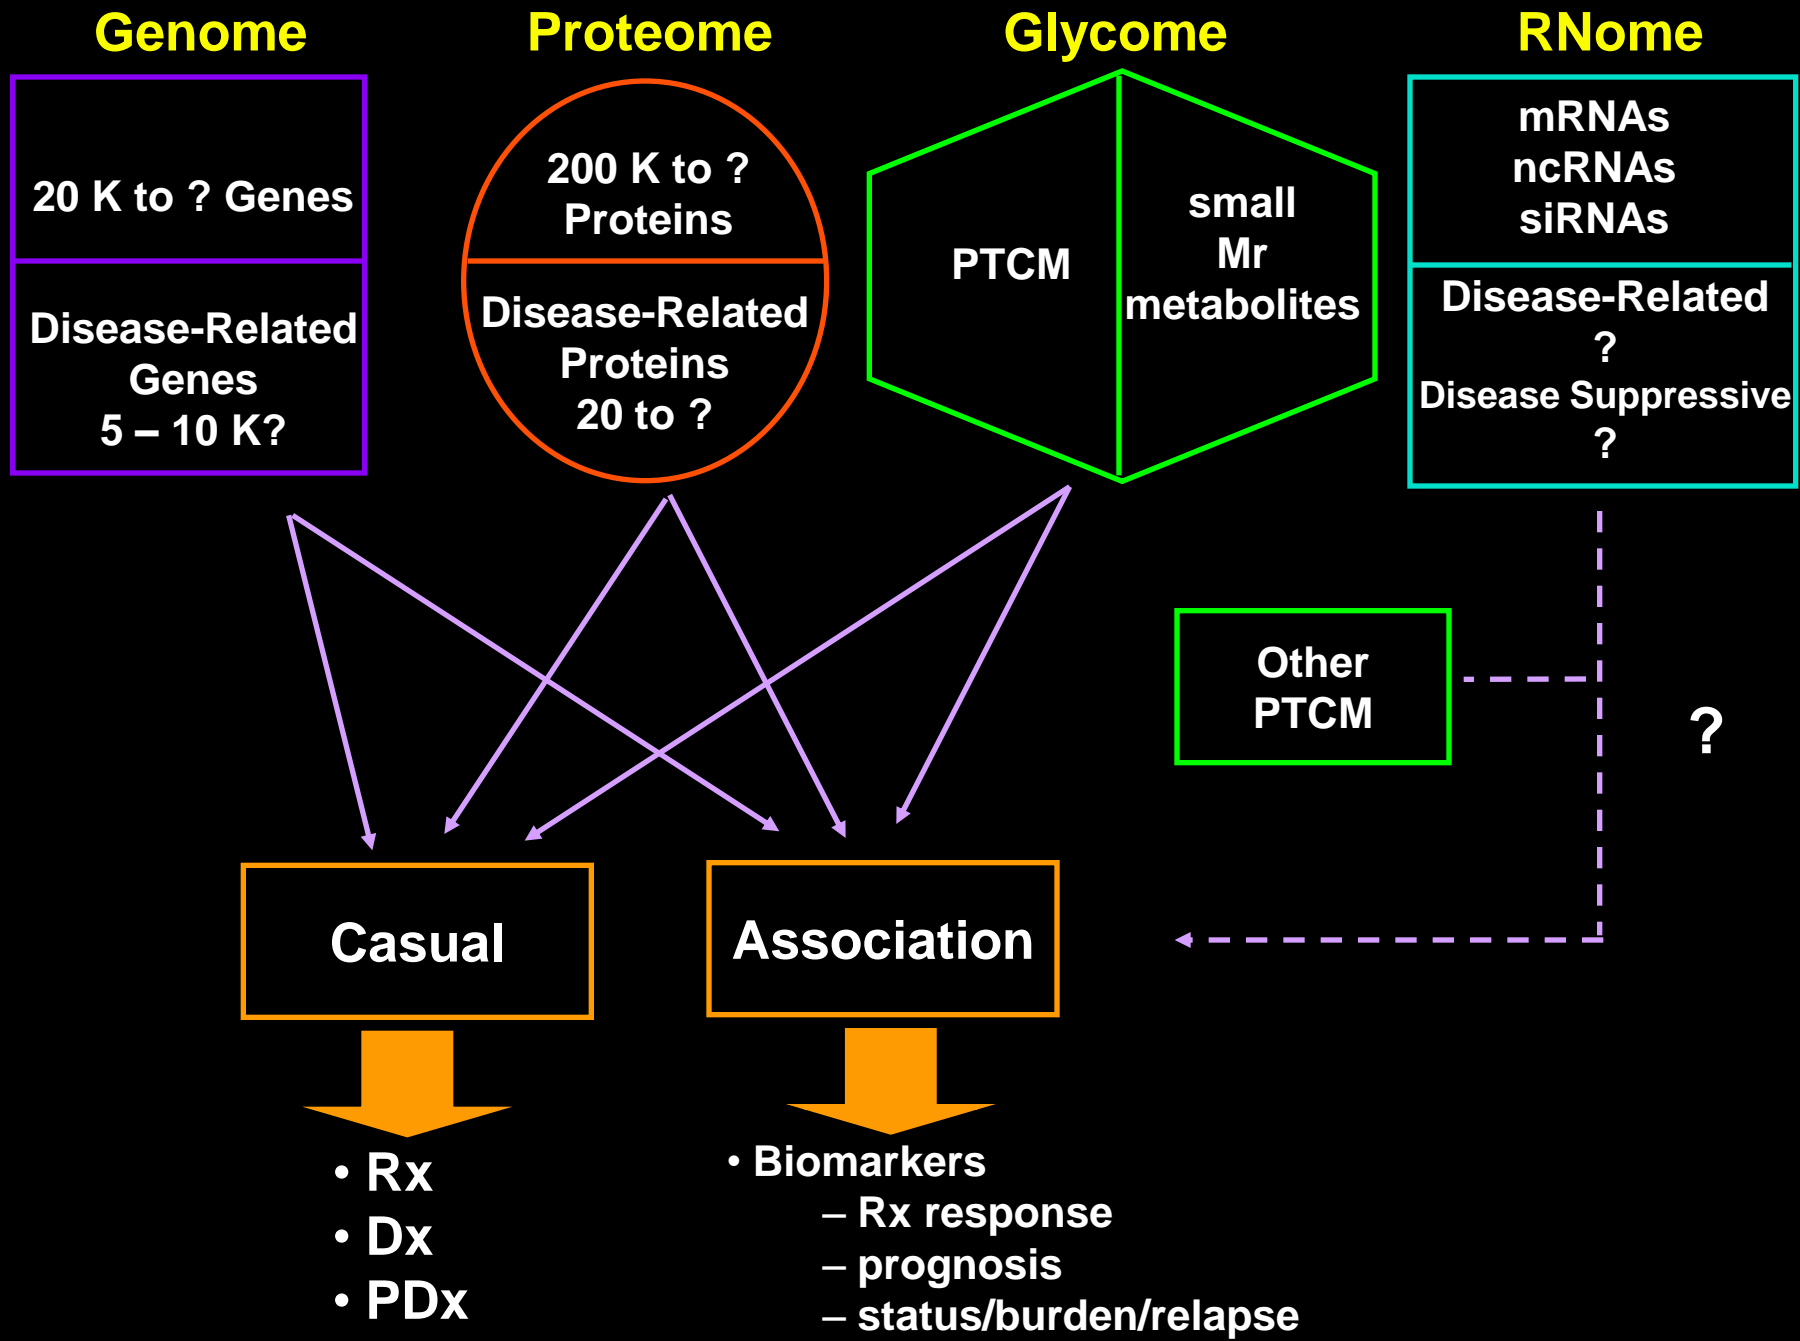 Genome
Proteome
Glycome
RNome
20 K to ? Genes
Disease-Related
Genes
5 – 10 K?
200 K to ?
Proteins
Disease-Related
Proteins
20 to ?
PTCM
small
Mr
metabolites
mRNAs
ncRNAs
siRNAs
Disease-Related
?
Disease Suppressive
?
Other
PTCM
?
Casual
Association
• Rx
• Dx
• PDx
• Biomarkers
– Rx response
– prognosis
– status/burden/relapse